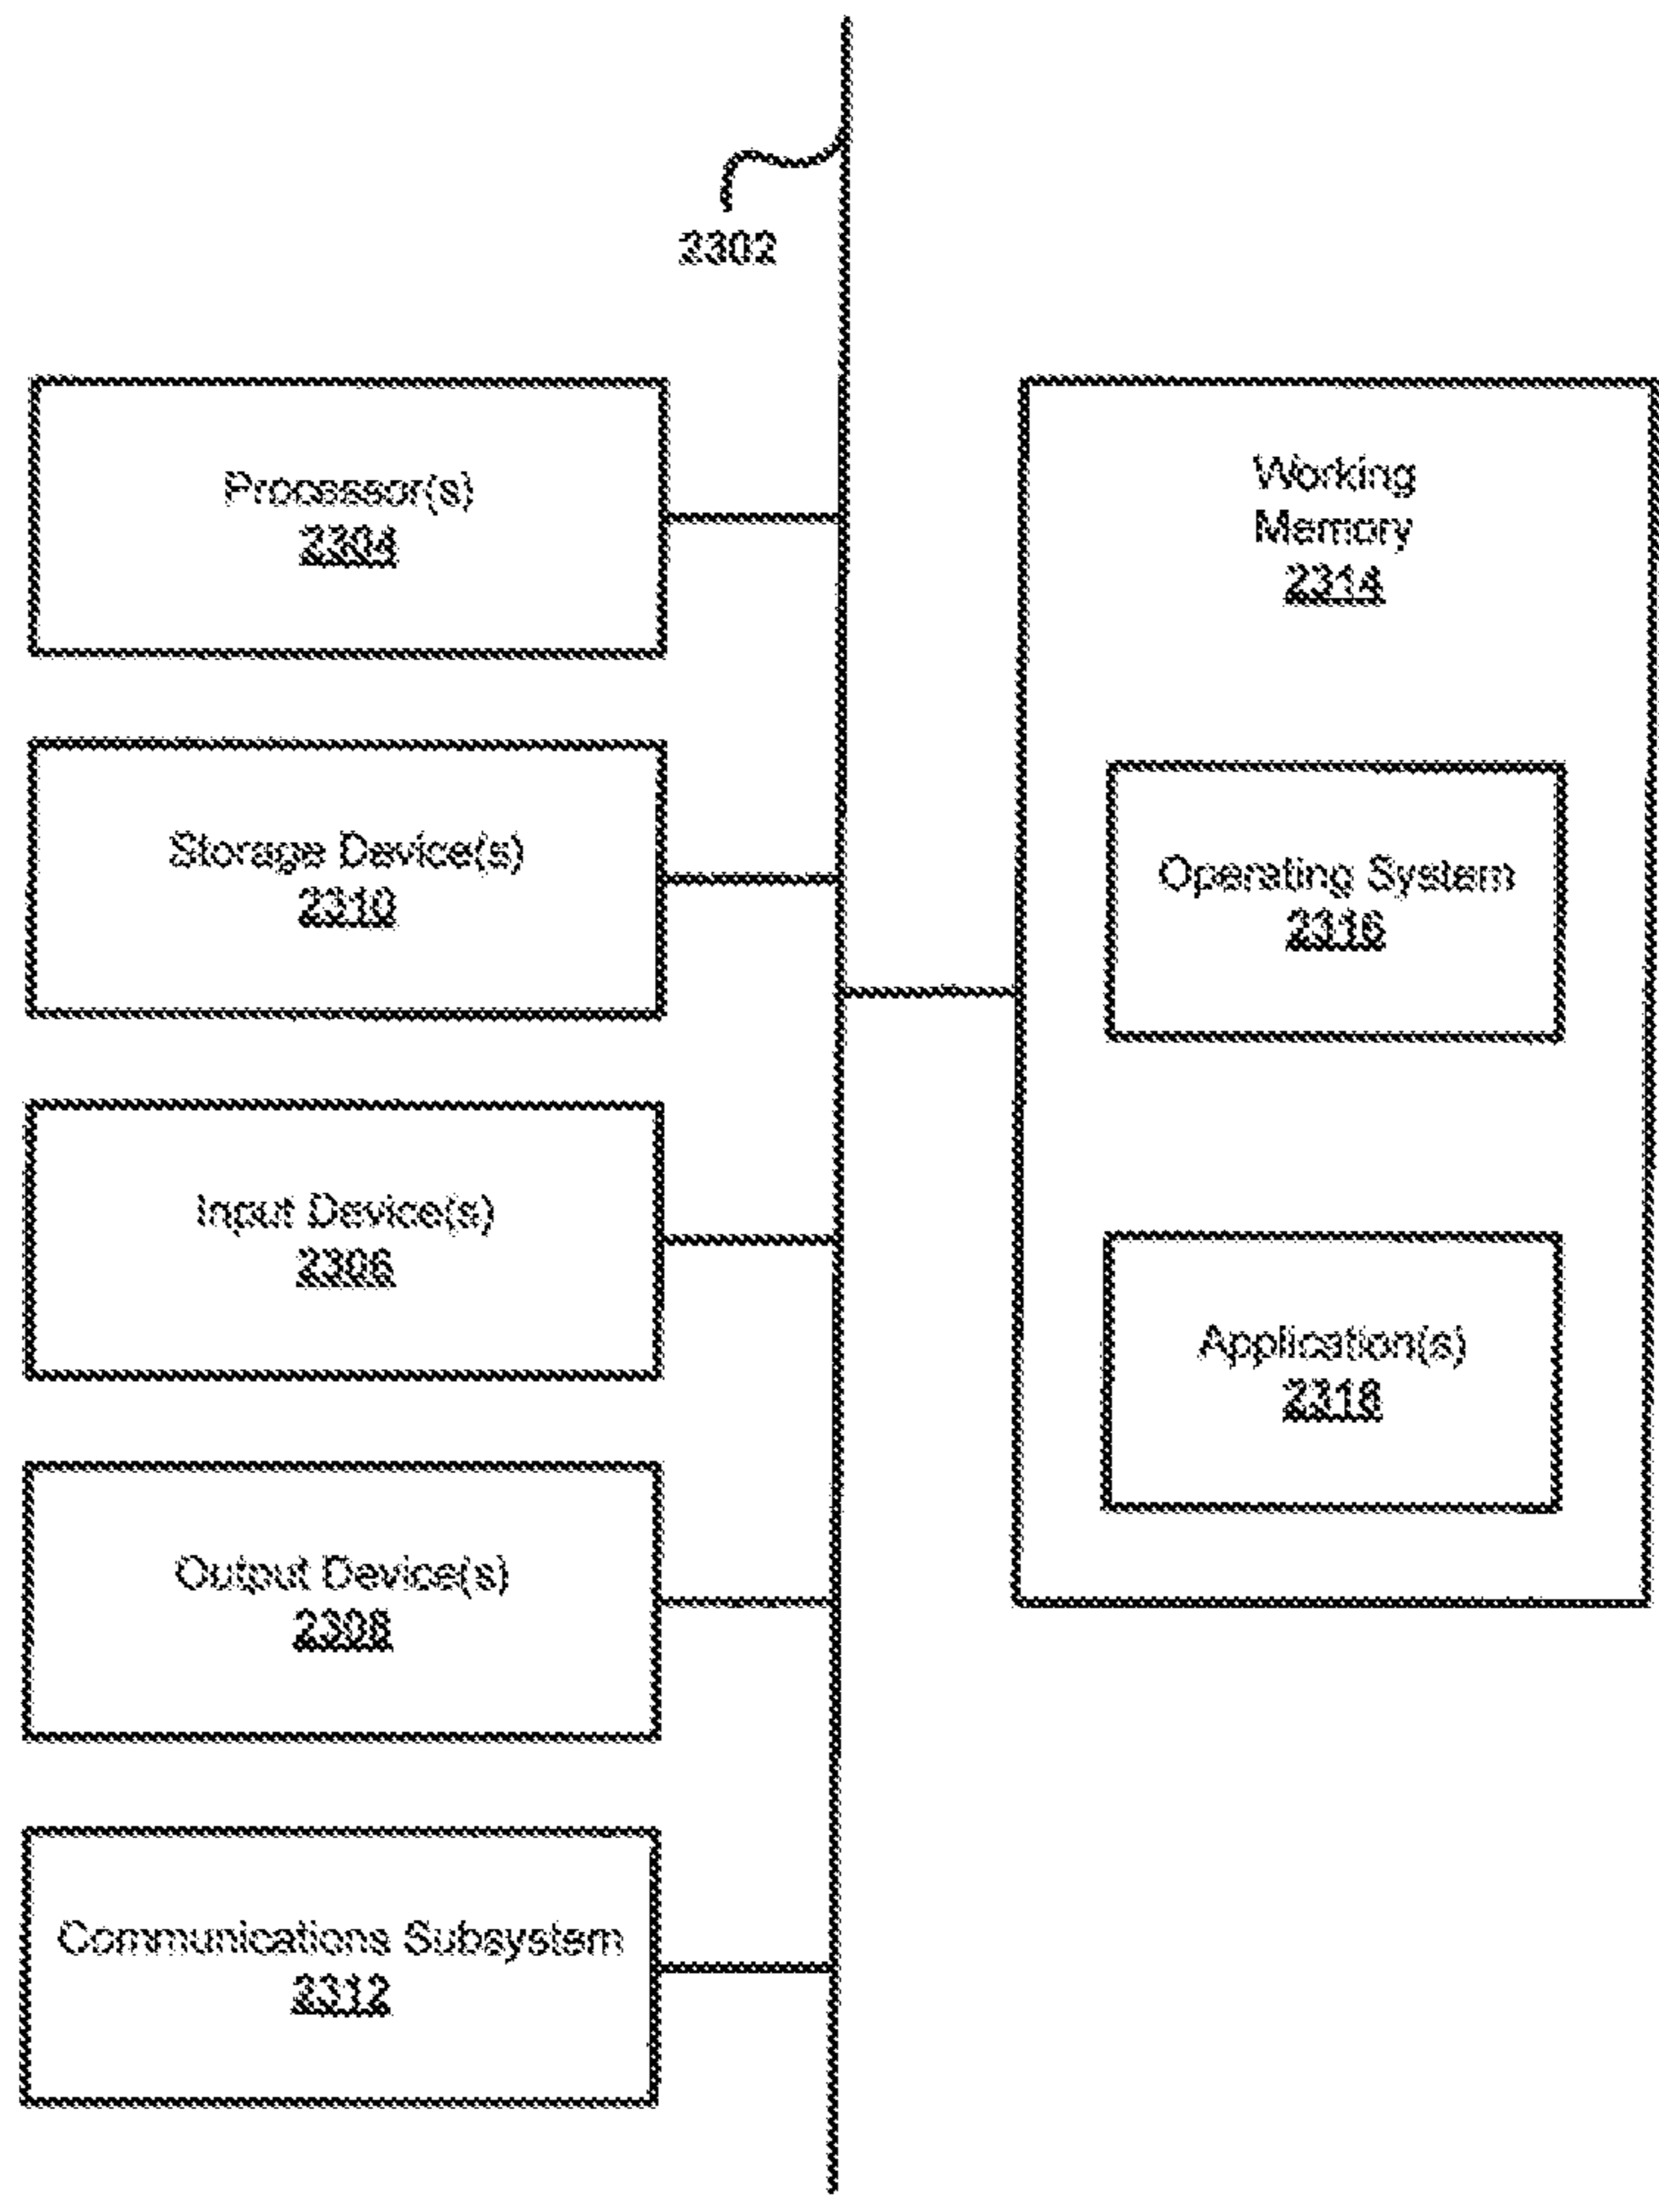 2302
Processor(s)
2304
Storage Device(s)
2310
Input Device(s)
2306
Output Device(s)
2308
Communications Subsystem
2312
Working
Memory
2314
Operating System
2316
Application(s)
2318